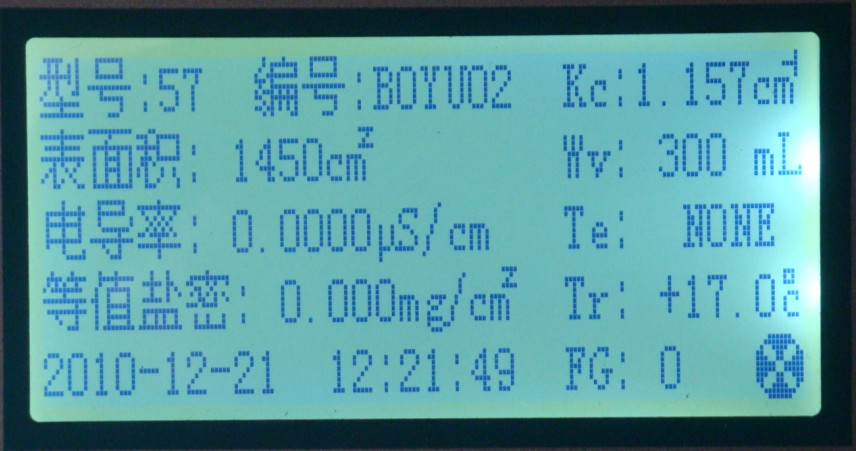 型号:57 编号:BOYU02 Kc:1.157cm⁻¹
表面积: 1450cm² Wv: 300 mL
电导率: 0.0000μS/cm Te: NONE
等值盐密: 0.000mg/cm² Tr: +17.0℃
2010-12-21 12:21:49 FG: 0